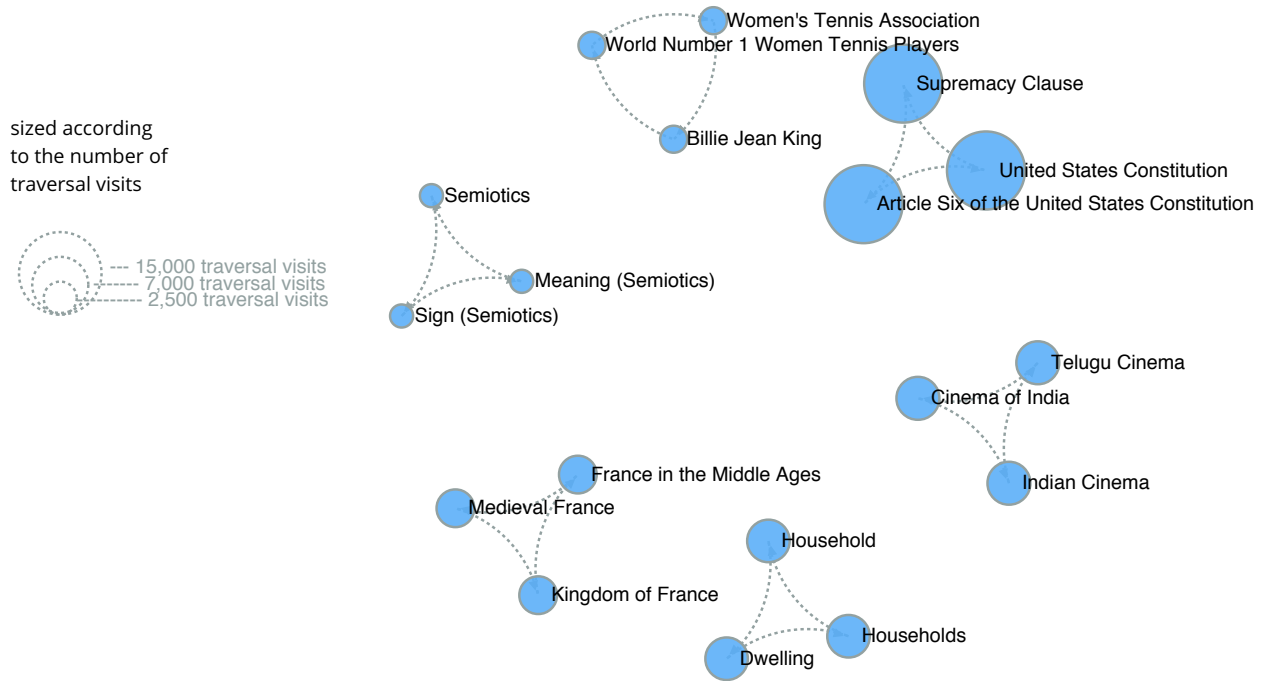 Women's Tennis Association
World Number 1 Women Tennis Players
Supremacy Clause
sized according
to the number of
traversal visits
Billie Jean King
United States Constitution
Semiotics
Article Six of the United States Constitution
15,000 traversal visits
7,000 traversal visits
2,500 traversal visits
Meaning (Semiotics)
Sign (Semiotics)
Telugu Cinema
Cinema of India
France in the Middle Ages
Indian Cinema
Medieval France
Household
Kingdom of France
Households
Dwelling